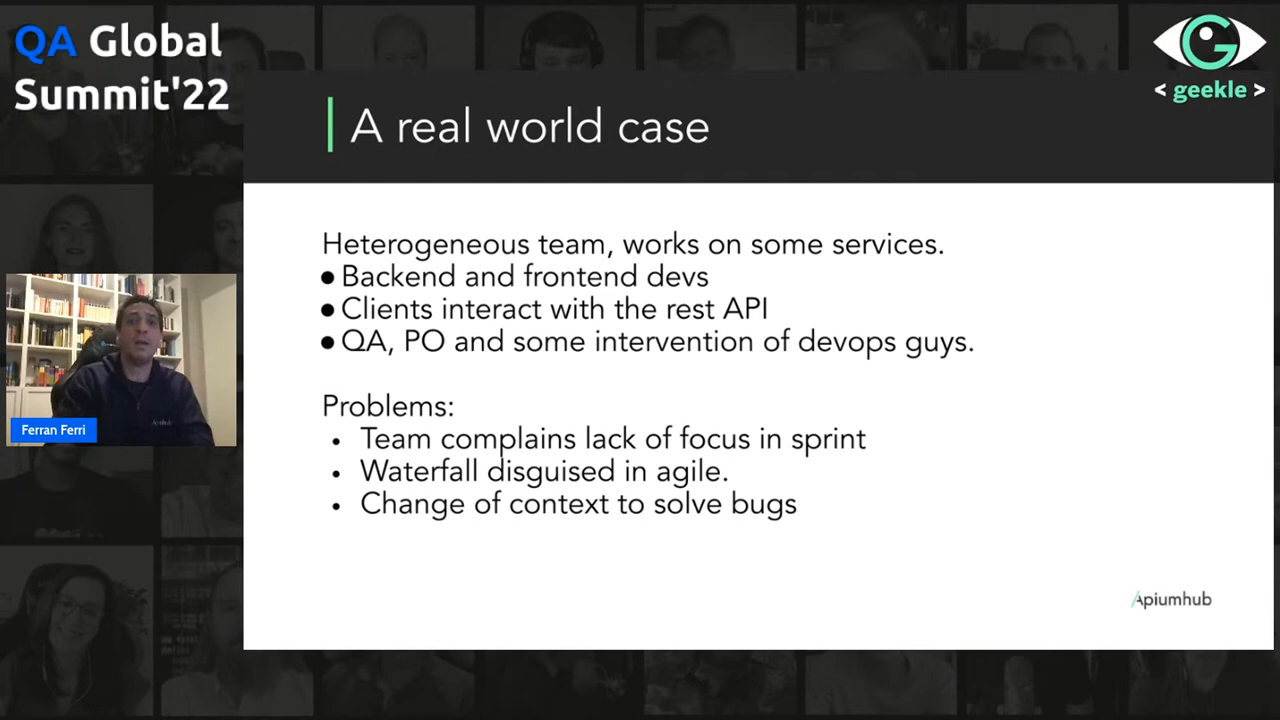 QA Global
Summit'22
geekle
A real world case
Heterogeneous team, works on some services.
● Backend and frontend devs
● Clients interact with the rest API
● QA, PO and some intervention of devops guys.
Problems:
• Team complains lack of focus in sprint
• Waterfall disguised in agile.
• Change of context to solve bugs
Ferran Ferri
Apiumhub